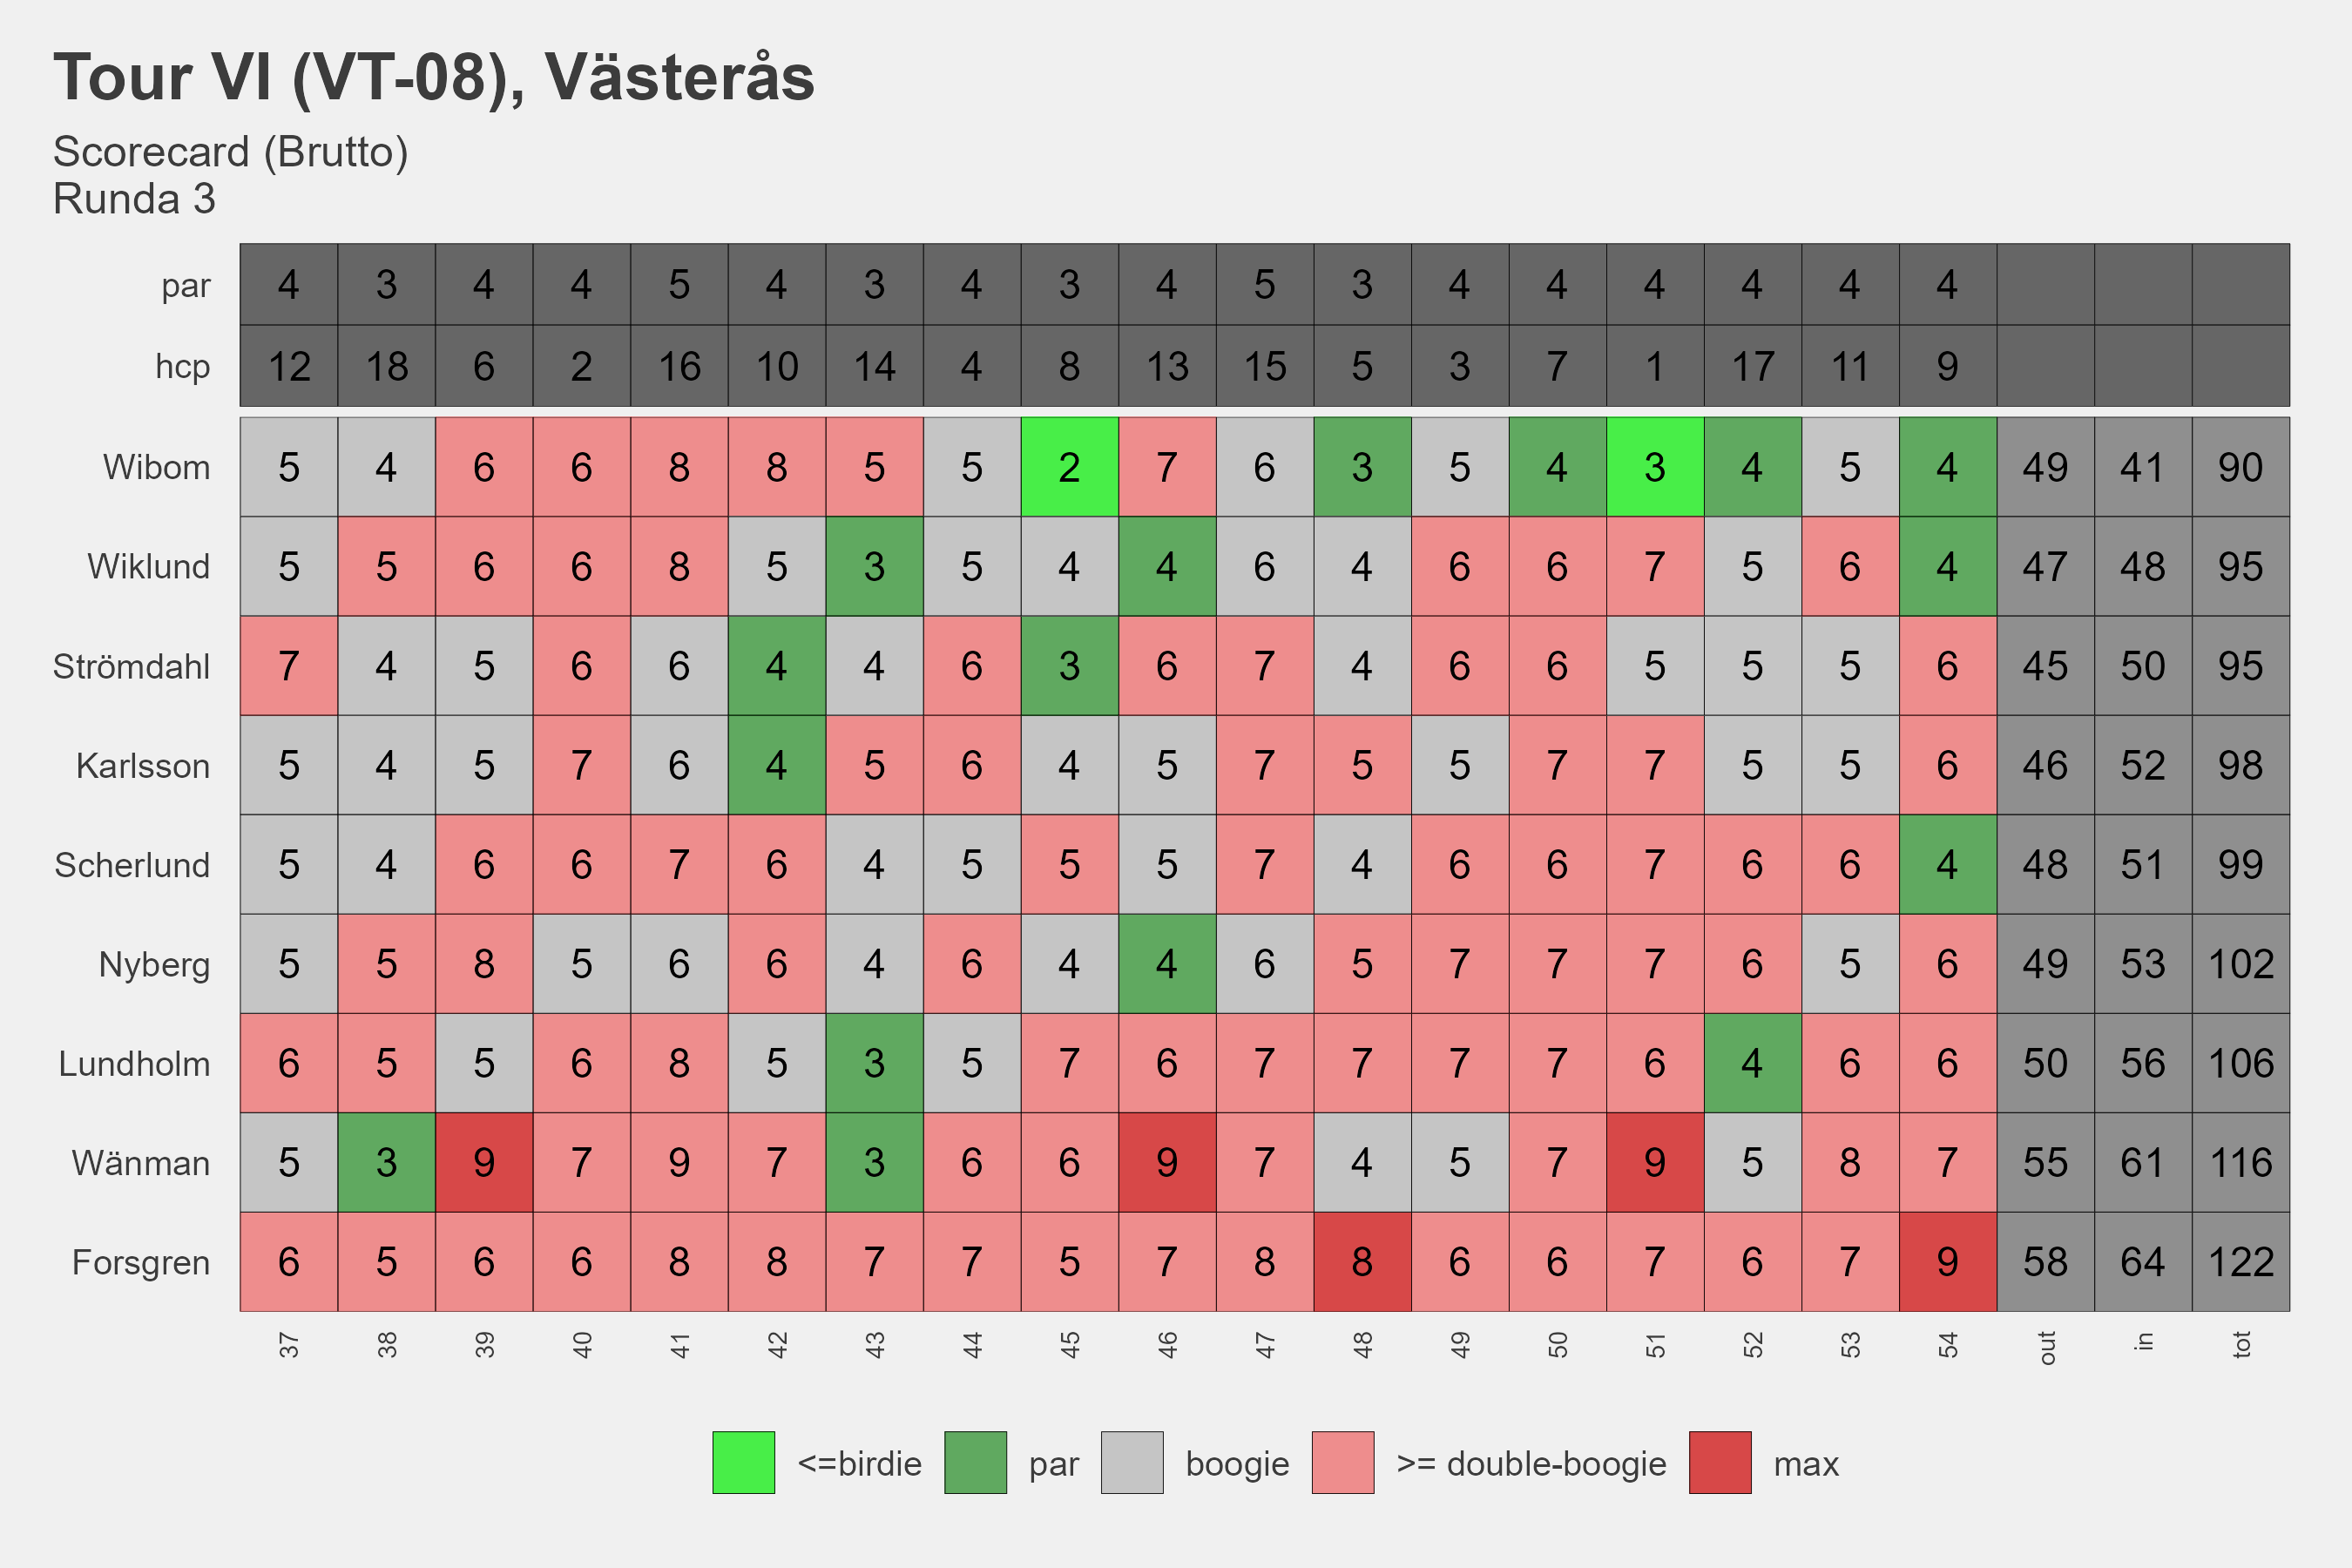 Tour VI (VT-08), Västerås
Scorecard (Brutto)
Runda 3
par 4 3 4 4 5 4 3 4 3 4 5 3 4 4 4 4 4 4
hcp 12 18 6 2 16 10 14 4 8 13 15 5 3 7 1 17 11 9
Wibom 5 4 6 6 8 8 5 5 2 7 6 3 5 4 3 4 5 4 49 41 90
Wiklund 5 5 6 6 8 5 3 5 4 4 6 4 6 6 7 5 6 4 47 48 95
Strömdahl 7 4 5 6 6 4 4 6 3 6 7 4 6 6 5 5 5 6 45 50 95
Karlsson 5 4 5 7 6 4 5 6 4 5 7 5 5 7 7 5 5 6 46 52 98
Scherlund 5 4 6 6 7 6 4 5 5 5 7 4 6 6 7 6 6 4 48 51 99
Nyberg 5 5 8 5 6 6 4 6 4 4 6 5 7 7 7 6 5 6 49 53 102
Lundholm 6 5 5 6 8 5 3 5 7 6 7 7 7 7 6 4 6 6 50 56 106
Wänman 5 3 9 7 9 7 3 6 6 9 7 4 5 7 9 5 8 7 55 61 116
Forsgren 6 5 6 6 8 8 7 7 5 7 8 8 6 6 7 6 7 9 58 64 122
37 38 39 40 41 42 43 44 45 46 47 48 49 50 51 52 53 54 out in tot
<=birdie par boogie >= double-boogie max